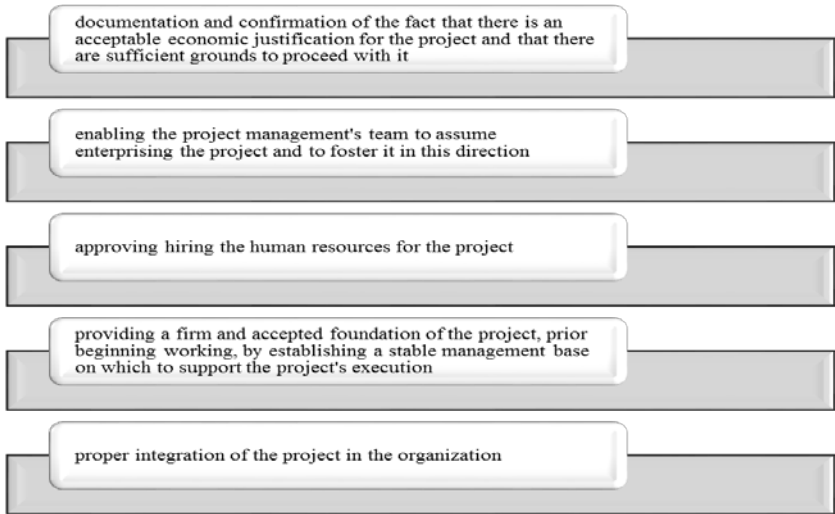 documentation and confirmation of the fact that there is an
acceptable economic justification for the project and that there
are sufficient grounds to proceed with it
enabling the project management's team to assume
enterprising the project and to foster it in this direction
approving hiring the human resources for the project
providing a firm and accepted foundation of the project, prior
beginning working, by establishing a stable management base
on which to support the project's execution
proper integration of the project in the organization